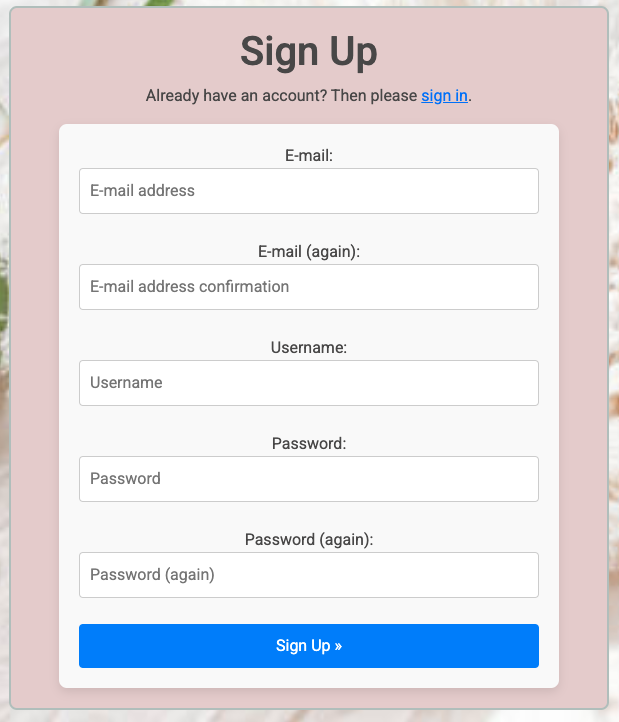 Sign Up
Already have an account? Then please sign in.
E-mail:
E-mail address
E-mail (again):
E-mail address confirmation
Username:
Username
Password:
Password
Password (again):
Password (again)
Sign Up »